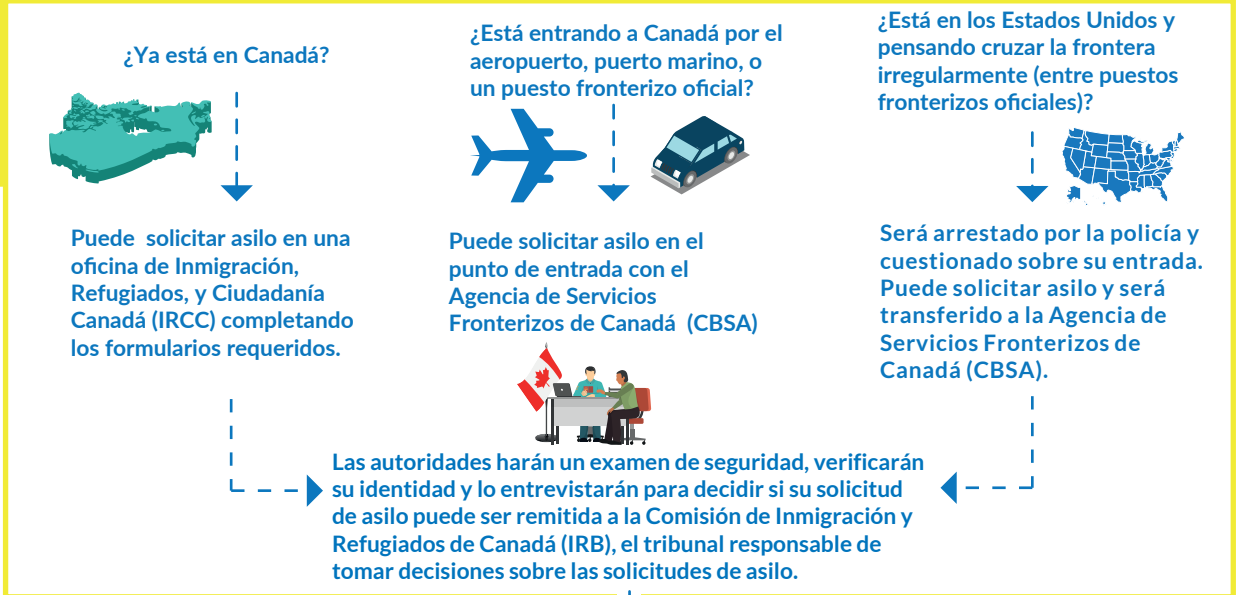 ¿Ya está en Canadá?
Puede solicitar asilo en una
oficina de Inmigración,
Refugiados, y Ciudadanía
Canadá (IRCC) completando
los formularios requeridos.
¿Está entrando a Canadá por el
aeropuerto, puerto marino, o
un puesto fronterizo oficial?
Puede solicitar asilo en el
punto de entrada con el
Agencia de Servicios
Fronterizos de Canadá (CBSA)
¿Está en los Estados Unidos y
pensando cruzar la frontera
irregularmente (entre puestos
fronterizos oficiales)?
Será arrestado por la policía y
cuestionado sobre su entrada.
Puede solicitar asilo y será
transferido a la Agencia de
Servicios Fronterizos de
Canadá (CBSA).
Las autoridades harán un examen de seguridad, verificarán
su identidad y lo entrevistarán para decidir si su solicitud
de asilo puede ser remitida a la Comisión de Inmigración y
Refugiados de Canadá (IRB), el tribunal responsable de
tomar decisiones sobre las solicitudes de asilo.